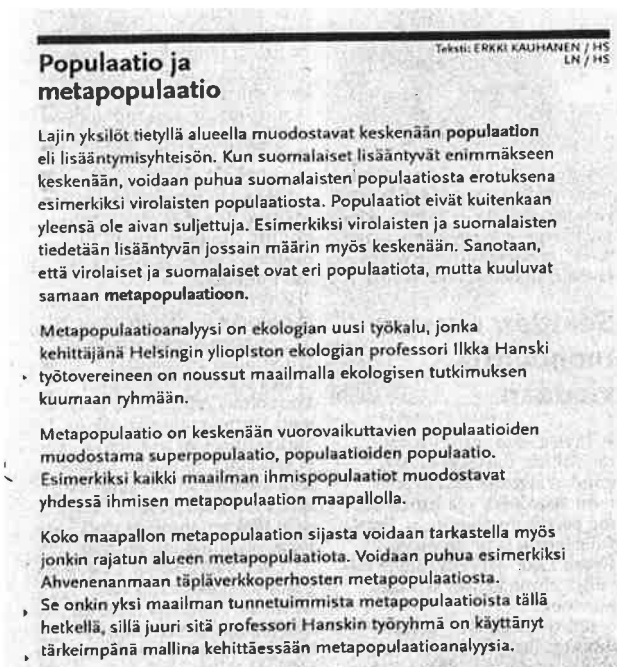 Teksti: ERKKI KAUHANEN / HS
LN / HS
Populaatio ja
metapopulaatio
Lajin yksilöt tietyllä alueella muodostavat keskenään populaation
eli lisääntymisyhteisön. Kun suomalaiset lisääntyvät enimmäkseen
keskenään, voidaan puhua suomalaisten populaatiosta erotuksena
esimerkiksi virolaisten populaatiosta. Populaatiot eivät kuitenkaan
yleensä ole aivan suljettuja. Esimerkiksi virolaisten ja suomalaisten
tiedetään lisääntyvän jossain määrin myös keskenään. Sanotaan,
että virolaiset ja suomalaiset ovat eri populaatiota, mutta kuuluvat
samaan metapopulaatioon.
Metapopulaatioanalyysi on ekologian uusi työkalu, jonka
kehittäjänä Helsingin yliopiston ekologian professori Ilkka Hanski
työtovereineen on noussut maailmalla ekologisen tutkimuksen
kuumaan ryhmään.
Metapopulaatio on keskenään vuorovaikuttavien populaatioiden
muodostama superpopulaatio, populaatioiden populaatio.
Esimerkiksi kaikki maailman ihmispopulaatiot muodostavat
yhdessä ihmisen metapopulaation maapallolla.
Koko maapallon metapopulaation sijasta voidaan tarkastella myös
jonkin rajatun alueen metapopulaatiota. Voidaan puhua esimerkiksi
Ahvenenanmaan täpläverkkoperhosten metapopulaatiosta.
Se onkin yksi maailman tunnetuimmista metapopulaatioista tällä
hetkellä, sillä juuri sitä professori Hanskin työryhmä on käyttänyt
tärkeimpänä mallina kehittäessään metapopulaatioanalyysia.